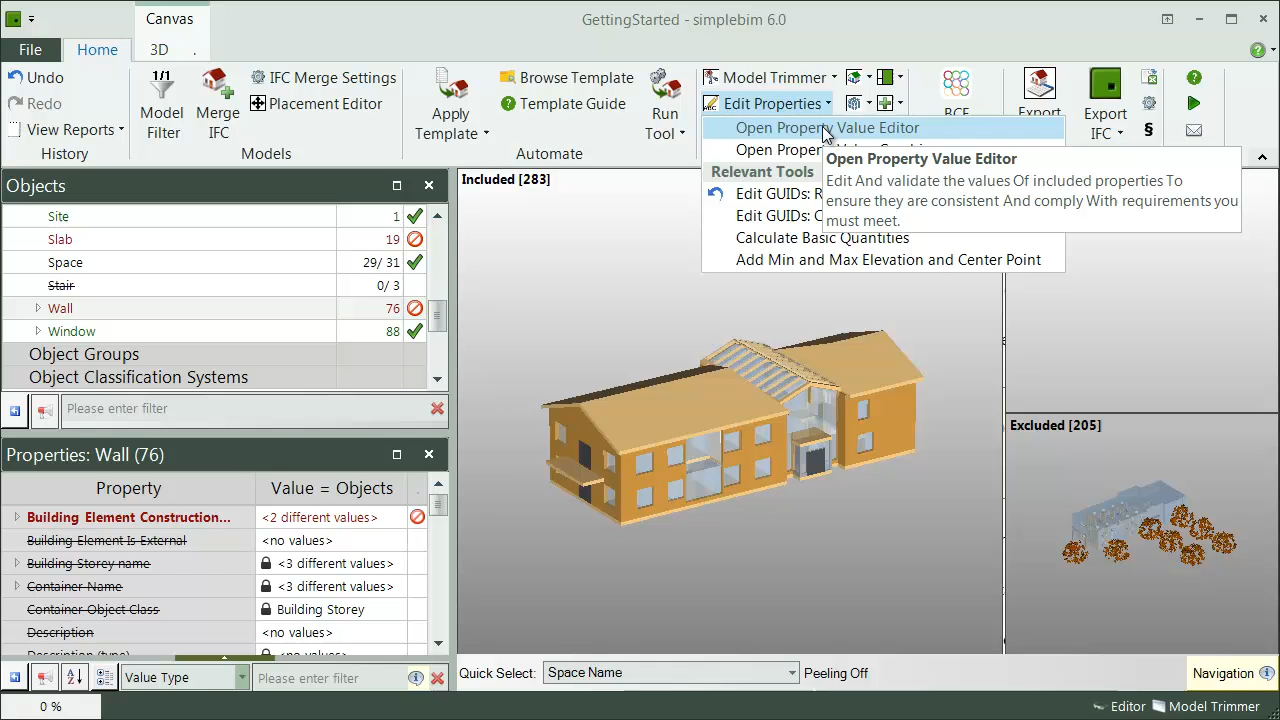 Canvas
GettingStarted - simplebim 6.0
File
Home
3D
Undo
Redo
View Reports
History
1/1
Model
Filter
Merge
IFC
IFC Merge Settings
Placement Editor
Models
Apply
Template
Browse Template
Template Guide
Run
Tool
Automate
Model Trimmer
Edit Properties
BCF
Export
Export
IFC
Open Property Value Editor
Open Property
Relevant Tools
Edit GUIDs: R
Edit GUIDs: C
Calculate Basic Quantities
Add Min and Max Elevation and Center Point
Open Property Value Editor
Edit And validate the values Of included properties To
ensure they are consistent And comply With requirements you
must meet.
Objects
Site 1
Slab 19
Space 29/ 31
Stair 0/ 3
Wall 76
Window 88
Object Groups
Object Classification Systems
Please enter filter
Properties: Wall (76)
Property Value = Objects
Building Element Construction... <2 different values>
Building Element Is External <no values>
Building Storey name <3 different values>
Container Name <3 different values>
Container Object Class Building Storey
Description <no values>
Description (type) <no values>
Value Type
Please enter filter
Included [283]
Excluded [205]
Quick Select:
Space Name
Peeling Off
Navigation
0 %
Editor
Model Trimmer